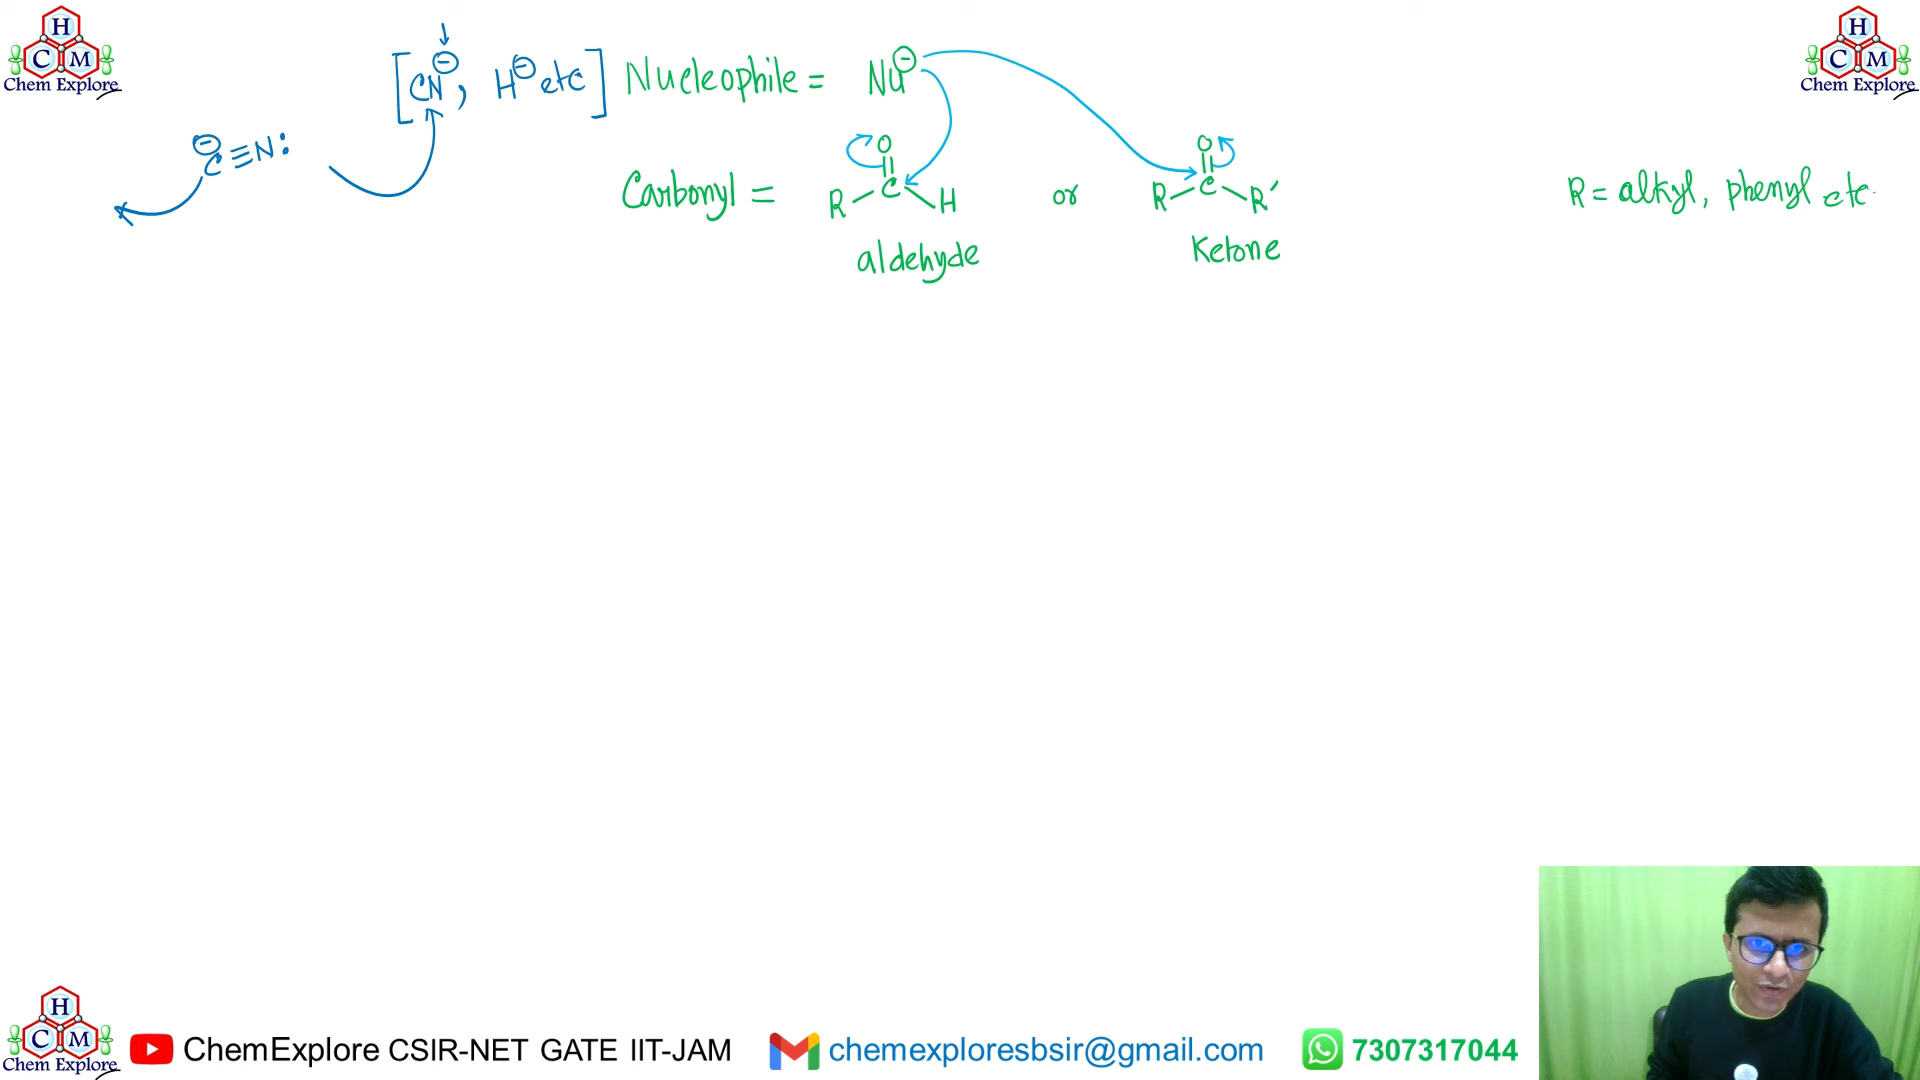 H
C M
Chem Explore
H
C M
Chem Explore
[CN⊖, H⊖ etc] Nucleophile = Nu⊖
⊖C≡N:
O O
Carbonyl = R C H or R C R′ R = alkyl, phenyl etc.
aldehyde Ketone
H
C M
Chem Explore
ChemExplore CSIR-NET GATE IIT-JAM chemexploresbsir@gmail.com 7307317044